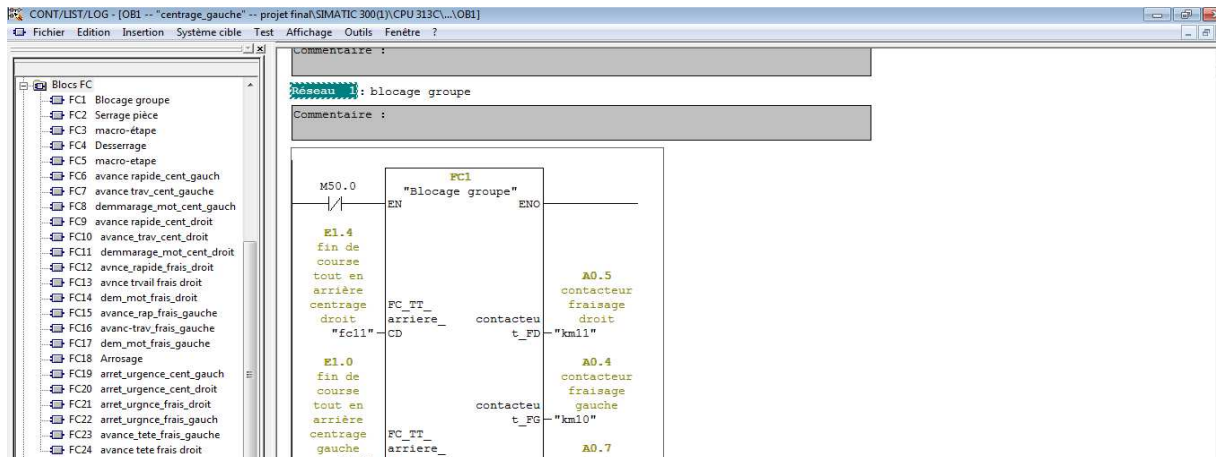 CONT/LIST/LOG - [OB1 -- "centrage_gauche" -- projet final\SIMATIC 300(1)\CPU 313C\...\OB1]
Fichier Edition Insertion Système cible Test Affichage Outils Fenêtre ?
Blocs FC
FC1 Blocage groupe
FC2 Serrage pièce
FC3 macro-étape
FC4 Desserrage
FC5 macro-etape
FC6 avance rapide_cent_gauch
FC7 avance trav_cent_gauche
FC8 demmarage_mot_cent_gauch
FC9 avance rapide_cent_droit
FC10 avance_trav_cent_droit
FC11 demmarage_mot_cent_droit
FC12 avnce_rapide_frais_droit
FC13 avnce trvail frais droit
FC14 dem_mot_frais_droit
FC15 avance_rap_frais_gauche
FC16 avanc-trav_frais_gauche
FC17 dem_mot_frais_gauche
FC18 Arrosage
FC19 arret_urgence_cent_gauch
FC20 arret_urgence_cent_droit
FC21 arret_urgnce_frais_droit
FC22 arret_urgnce_frais_gauch
FC23 avance_tete_frais_gauche
FC24 avance tete frais droit
Commentaire :
Réseau 1 : blocage groupe
Commentaire :
M50.0
FC1
"Blocage groupe"
EN ENO
E1.4
fin de
course
tout en
arrière
centrage
droit
"fc11"
FC_TT_
arriere_
CD
contacteu
t_FD
A0.5
contacteur
fraisage
droit
"km11"
E1.0
fin de
course
tout en
arrière
centrage
gauche
FC_TT_
arriere_
contacteu
t_FG
A0.4
contacteur
fraisage
gauche
"km10"
A0.7